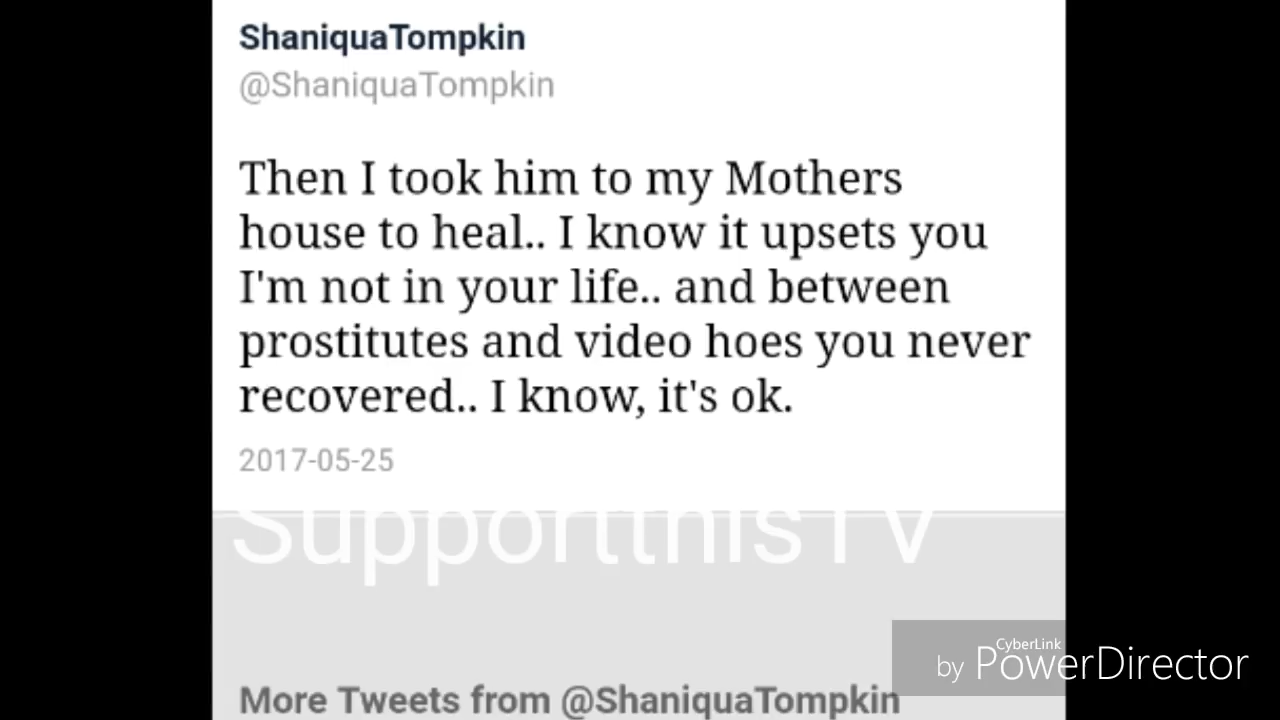 ShaniquaTompkin
@ShaniquaTompkin
Then I took him to my Mothers
house to heal.. I know it upsets you
I'm not in your life.. and between
prostitutes and video hoes you never
recovered.. I know, it's ok.
2017-05-25
SupportthisTV
CyberLink
by PowerDirector
More Tweets from @ShaniquaTompkin